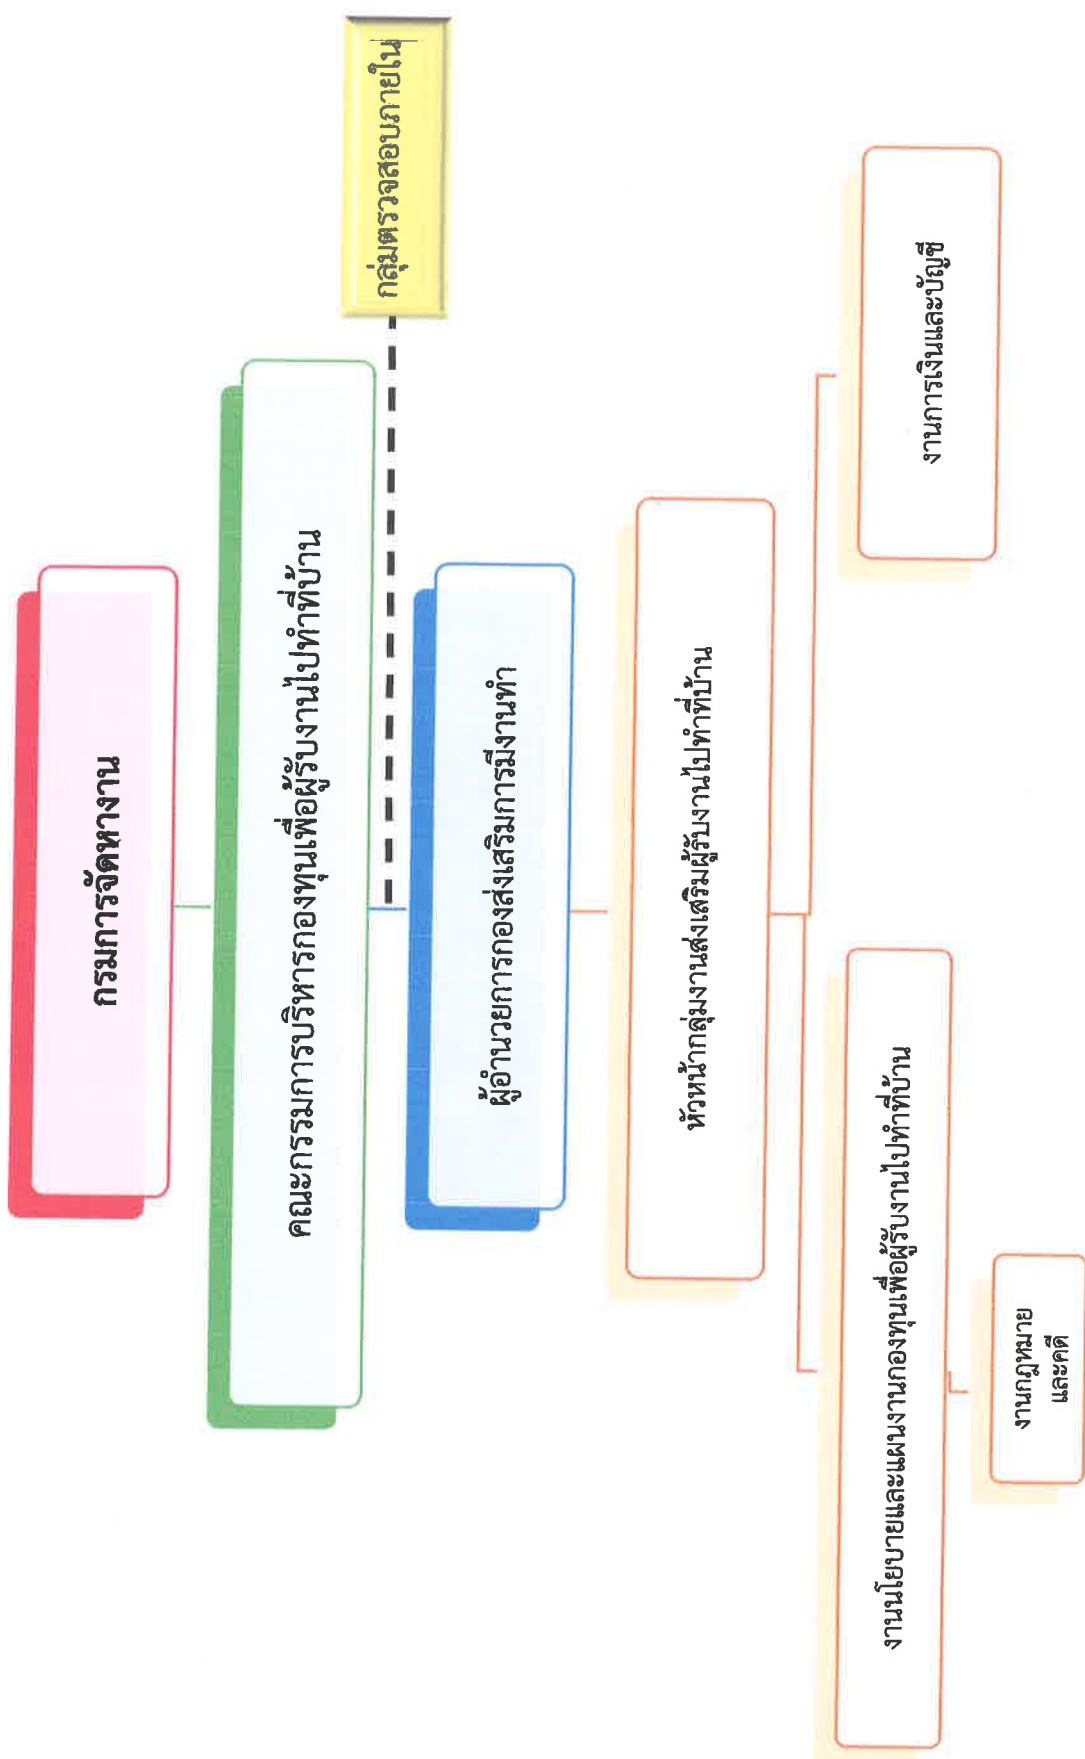 กรมการจัดหางาน
คณะกรรมการบริหารกองทุนเพื่อผู้รับงานไปทำที่บ้าน
กลุ่มตรวจสอบภายใน
ผู้อำนวยการกองส่งเสริมการมีงานทำ
หัวหน้ากลุ่มงานส่งเสริมผู้รับงานไปทำที่บ้าน
งานนโยบายและแผนงานกองทุนเพื่อผู้รับงานไปทำที่บ้าน
งานการเงินและบัญชี
งานกฎหมาย
และคดี